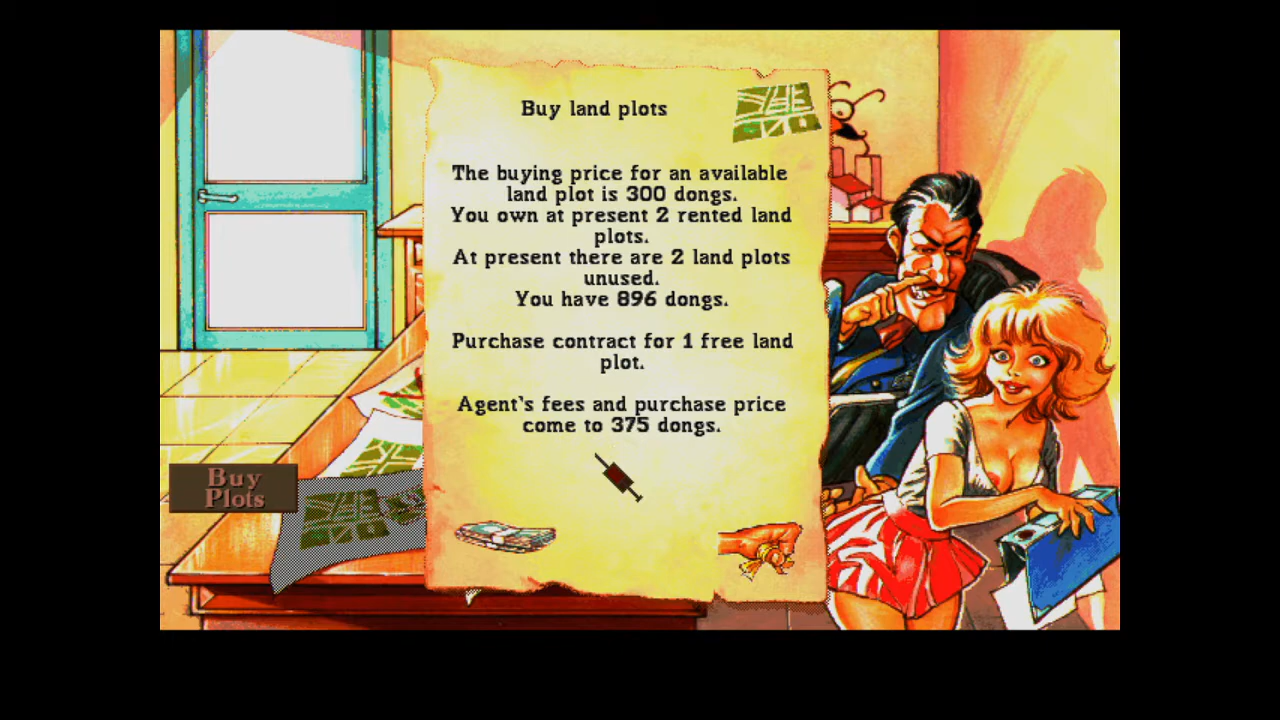 Buy land plots
The buying price for an available
land plot is 300 dongs.
You own at present 2 rented land
plots.
At present there are 2 land plots
unused.
You have 896 dongs.
Purchase contract for 1 free land
plot.
Agent's fees and purchase price
come to 375 dongs.
Buy
Plots